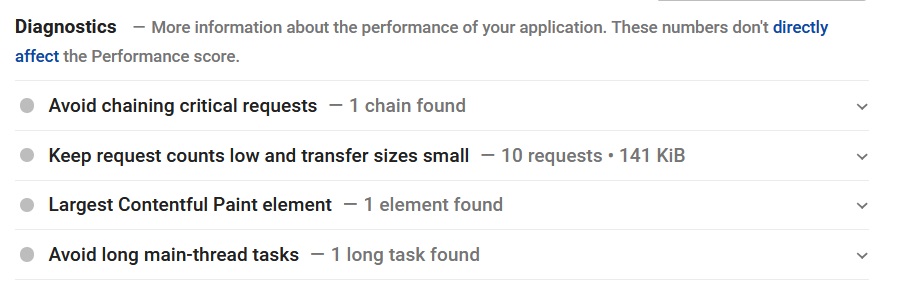 Diagnostics — More information about the performance of your application. These numbers don't directly
affect the Performance score.
Avoid chaining critical requests — 1 chain found
Keep request counts low and transfer sizes small — 10 requests • 141 KiB
Largest Contentful Paint element — 1 element found
Avoid long main-thread tasks — 1 long task found